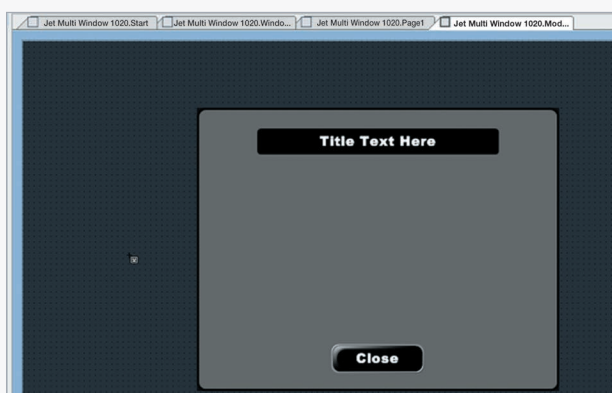 Jet Multi Window 1020.Start
Jet Multi Window 1020.Windo...
Jet Multi Window 1020.Page1
Jet Multi Window 1020.Mod...
Title Text Here
Close